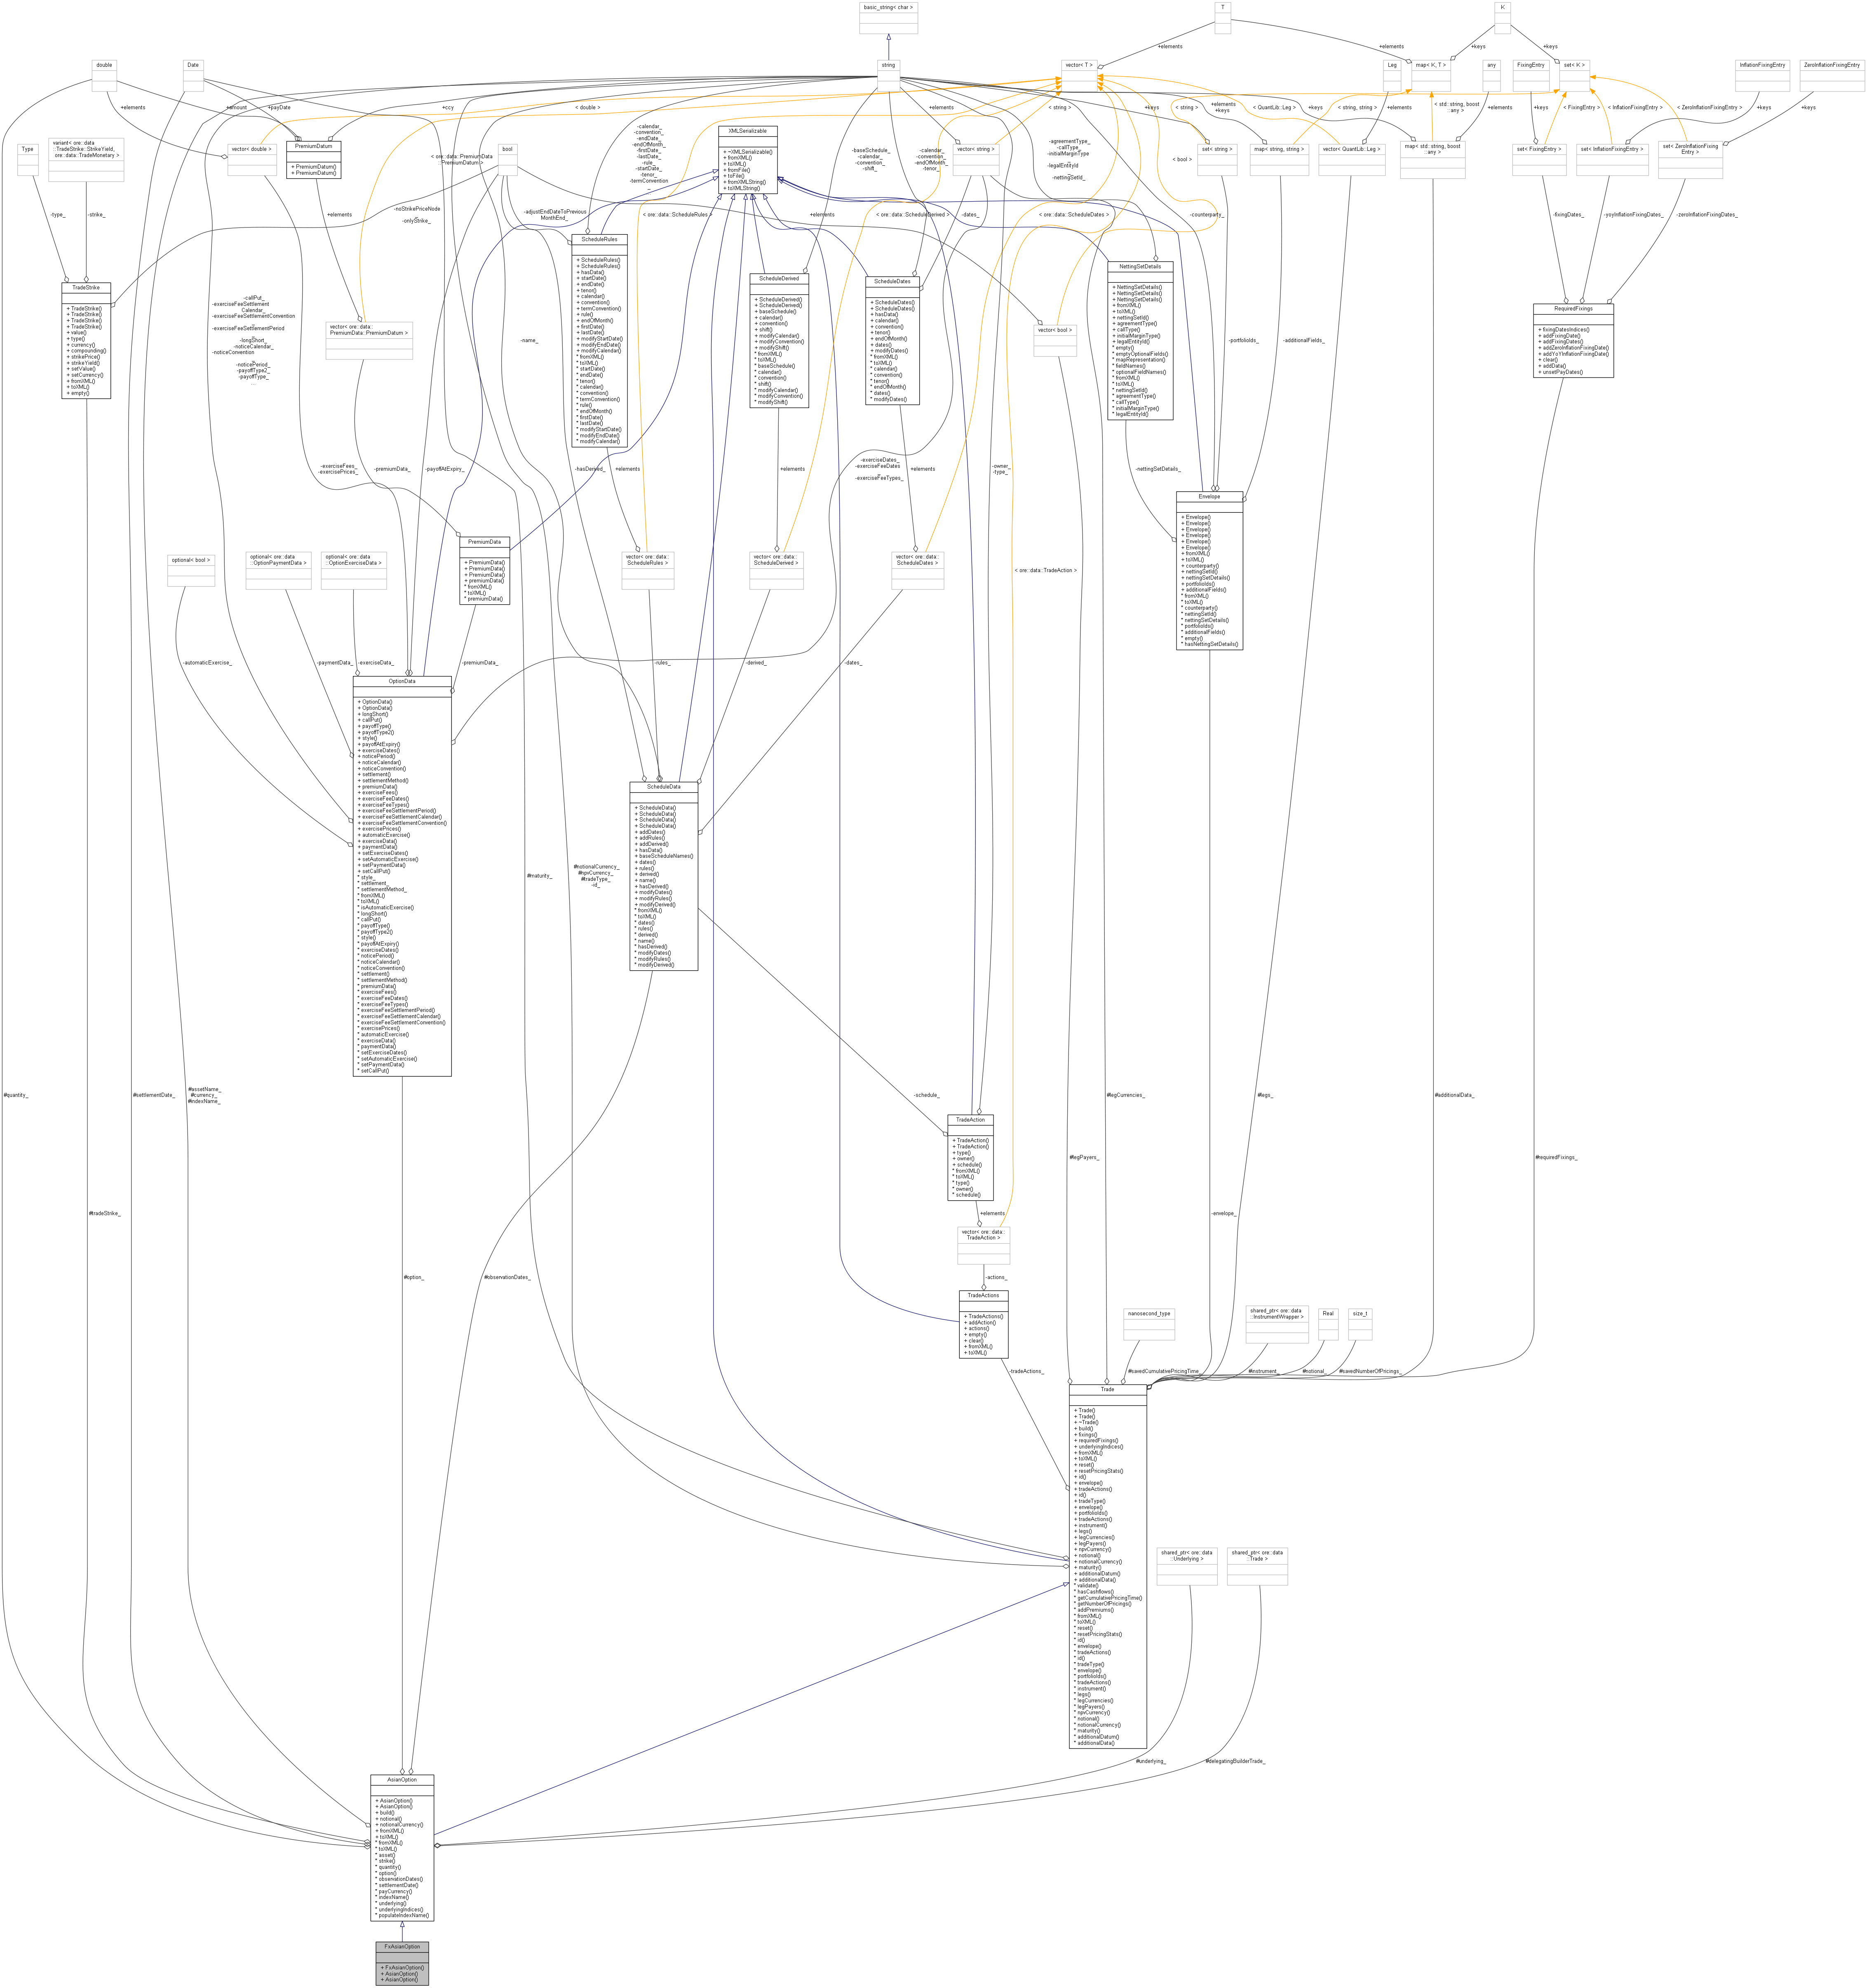 basic_string< char >
T
K
double
Date
string
vector< T >
Leg
map< K, T >
any
FixingEntry
set< K >
InflationFixingEntry
ZeroInflationFixingEntry
+elements
+elements
+keys
+keys
+amount
+payDate
+elements
+ccy
< double >
+elements
< string >
+keys
< string >
+elements
+keys
< QuantLib::Leg >
+keys
+elements
< string, string >
< std::string, boost
::any >
+elements
+keys
< FixingEntry >
< InflationFixingEntry >
+keys
< ZeroInflationFixingEntry >
+keys
Type
variant< ore::data
::TradeStrike::StrikeYield,
ore::data::TradeMonetary >
vector< double >
PremiumDatum
+ PremiumDatum()
+ PremiumDatum()
< ore::data::PremiumData
::PremiumDatum >
bool
-calendar_
-convention_
-endDate_
-endOfMonth_
-firstDate_
-lastDate_
-rule_
-startDate_
-tenor_
-termConvention
_
XMLSerializable
+ ~XMLSerializable()
+ fromXML()
+ toXML()
+ fromFile()
+ toFile()
+ fromXMLString()
+ toXMLString()
-baseSchedule_
-calendar_
-convention_
-shift_
-calendar_
-convention_
-endOfMonth_
-tenor_
vector< string >
-agreementType_
-callType_
-initialMarginType
_
-legalEntityId
_
-nettingSetId_
< bool >
set< string >
map< string, string >
vector< QuantLib::Leg >
map< std::string, boost
::any >
set< FixingEntry >
set< InflationFixingEntry >
set< ZeroInflationFixing
Entry >
-type_
-strike_
+elements
-noStrikePriceNode
_
-onlyStrike_
-adjustEndDateToPrevious
MonthEnd_
< ore::data::ScheduleRules >
+elements
< ore::data::ScheduleDerived >
-dates_
< ore::data::ScheduleDates >
-counterparty_
-fixingDates_
-yoyInflationFixingDates_
-zeroInflationFixingDates_
TradeStrike
+ TradeStrike()
+ TradeStrike()
+ TradeStrike()
+ TradeStrike()
+ value()
+ type()
+ currency()
+ compounding()
+ strikePrice()
+ strikeYield()
+ setValue()
+ setCurrency()
+ fromXML()
+ toXML()
+ empty()
-callPut_
-exerciseFeeSettlement
Calendar_
-exerciseFeeSettlementConvention
_
-exerciseFeeSettlementPeriod
_
-longShort_
-noticeCalendar_
-noticeConvention
_
-noticePeriod_
-payoffType2_
-payoffType_
...
vector< ore::data::
PremiumData::PremiumDatum >
-name_
ScheduleRules
+ ScheduleRules()
+ ScheduleRules()
+ hasData()
+ startDate()
+ endDate()
+ tenor()
+ calendar()
+ convention()
+ termConvention()
+ rule()
+ endOfMonth()
+ firstDate()
+ lastDate()
+ modifyStartDate()
+ modifyEndDate()
+ modifyCalendar()
* fromXML()
* toXML()
* startDate()
* endDate()
* tenor()
* calendar()
* convention()
* termConvention()
* rule()
* endOfMonth()
* firstDate()
* lastDate()
* modifyStartDate()
* modifyEndDate()
* modifyCalendar()
ScheduleDerived
+ ScheduleDerived()
+ ScheduleDerived()
+ baseSchedule()
+ calendar()
+ convention()
+ shift()
+ modifyCalendar()
+ modifyConvention()
+ modifyShift()
* fromXML()
* toXML()
* baseSchedule()
* calendar()
* convention()
* shift()
* modifyCalendar()
* modifyConvention()
* modifyShift()
ScheduleDates
+ ScheduleDates()
+ ScheduleDates()
+ hasData()
+ calendar()
+ convention()
+ tenor()
+ endOfMonth()
+ dates()
+ modifyDates()
* fromXML()
* toXML()
* calendar()
* convention()
* tenor()
* endOfMonth()
* dates()
* modifyDates()
vector< bool >
NettingSetDetails
+ NettingSetDetails()
+ NettingSetDetails()
+ NettingSetDetails()
+ fromXML()
+ toXML()
+ nettingSetId()
+ agreementType()
+ callType()
+ initialMarginType()
+ legalEntityId()
+ empty()
+ emptyOptionalFields()
* mapRepresentation()
* fieldNames()
* optionalFieldNames()
* fromXML()
* toXML()
* nettingSetId()
* agreementType()
* callType()
* initialMarginType()
* legalEntityId()
-portfolioIds_
-additionalFields_
RequiredFixings
+ fixingDatesIndices()
+ addFixingDate()
+ addFixingDates()
+ addZeroInflationFixingDate()
+ addYoYInflationFixingDate()
+ clear()
+ addData()
+ unsetPayDates()
-exerciseFees_
-exercisePrices_
-premiumData_
-payoffAtExpiry_
-hasDerived_
+elements
+elements
-exerciseDates_
-exerciseFeeDates
_
-exerciseFeeTypes_
+elements
-owner_
-type_
-nettingSetDetails_
Envelope
+ Envelope()
+ Envelope()
+ Envelope()
+ Envelope()
+ Envelope()
+ Envelope()
+ fromXML()
+ toXML()
+ counterparty()
+ nettingSetId()
+ nettingSetDetails()
+ portfolioIds()
+ additionalFields()
* fromXML()
* toXML()
* counterparty()
* nettingSetId()
* nettingSetDetails()
* portfolioIds()
* additionalFields()
* empty()
* hasNettingSetDetails()
optional< bool >
optional< ore::data
::OptionPaymentData >
optional< ore::data
::OptionExerciseData >
PremiumData
+ PremiumData()
+ PremiumData()
+ PremiumData()
+ premiumData()
* fromXML()
* toXML()
* premiumData()
vector< ore::data::
ScheduleRules >
vector< ore::data::
ScheduleDerived >
vector< ore::data::
ScheduleDates >
< ore::data::TradeAction >
-automaticExercise_
-paymentData_
-exerciseData_
-premiumData_
-rules_
-derived_
-dates_
OptionData
+ OptionData()
+ OptionData()
+ longShort()
+ callPut()
+ payoffType()
+ payoffType2()
+ style()
+ payoffAtExpiry()
+ exerciseDates()
+ noticePeriod()
+ noticeCalendar()
+ noticeConvention()
+ settlement()
+ settlementMethod()
+ premiumData()
+ exerciseFees()
+ exerciseFeeDates()
+ exerciseFeeTypes()
+ exerciseFeeSettlementPeriod()
+ exerciseFeeSettlementCalendar()
+ exerciseFeeSettlementConvention()
+ exercisePrices()
+ automaticExercise()
+ exerciseData()
+ paymentData()
+ setExerciseDates()
+ setAutomaticExercise()
+ setPaymentData()
+ setCallPut()
* style_
* settlement_
* settlementMethod_
* fromXML()
* toXML()
* isAutomaticExercise()
* longShort()
* callPut()
* payoffType()
* payoffType2()
* style()
* payoffAtExpiry()
* exerciseDates()
* noticePeriod()
* noticeCalendar()
* noticeConvention()
* settlement()
* settlementMethod()
* premiumData()
* exerciseFees()
* exerciseFeeDates()
* exerciseFeeTypes()
* exerciseFeeSettlementPeriod()
* exerciseFeeSettlementCalendar()
* exerciseFeeSettlementConvention()
* exercisePrices()
* automaticExercise()
* exerciseData()
* paymentData()
* setExerciseDates()
* setAutomaticExercise()
* setPaymentData()
* setCallPut()
ScheduleData
+ ScheduleData()
+ ScheduleData()
+ ScheduleData()
+ ScheduleData()
+ addDates()
+ addRules()
+ addDerived()
+ hasData()
+ baseScheduleNames()
+ dates()
+ rules()
+ derived()
+ name()
+ hasDerived()
+ modifyDates()
+ modifyRules()
+ modifyDerived()
* fromXML()
* toXML()
* dates()
* rules()
* derived()
* name()
* hasDerived()
* modifyDates()
* modifyRules()
* modifyDerived()
#maturity_
#notionalCurrency_
#npvCurrency_
#tradeType_
-id_
#quantity_
#settlementDate_
#assetName_
#currency_
#indexName_
-schedule_
#legCurrencies_
#legs_
#additionalData_
TradeAction
+ TradeAction()
+ TradeAction()
+ type()
+ owner()
+ schedule()
* fromXML()
* toXML()
* type()
* owner()
* schedule()
#legPayers_
#requiredFixings_
#tradeStrike_
+elements
-envelope_
vector< ore::data::
TradeAction >
#option_
#observationDates_
-actions_
TradeActions
+ TradeActions()
+ addAction()
+ actions()
+ empty()
+ clear()
+ fromXML()
+ toXML()
nanosecond_type
shared_ptr< ore::data
::InstrumentWrapper >
Real
size_t
-tradeActions_
#savedCumulativePricingTime_
#instrument_
#notional_
#savedNumberOfPricings_
Trade
+ Trade()
+ Trade()
+ ~Trade()
+ build()
+ fixings()
+ requiredFixings()
+ underlyingIndices()
+ fromXML()
+ toXML()
+ reset()
+ resetPricingStats()
+ id()
+ envelope()
+ tradeActions()
+ id()
+ tradeType()
+ envelope()
+ portfolioIds()
+ tradeActions()
+ instrument()
+ legs()
+ legCurrencies()
+ legPayers()
+ npvCurrency()
+ notional()
+ notionalCurrency()
+ maturity()
+ additionalDatum()
+ additionalData()
* validate()
* hasCashflows()
* getCumulativePricingTime()
* getNumberOfPricings()
* addPremiums()
* fromXML()
* toXML()
* reset()
* resetPricingStats()
* id()
* envelope()
* tradeActions()
* id()
* tradeType()
* envelope()
* portfolioIds()
* tradeActions()
* instrument()
* legs()
* legCurrencies()
* legPayers()
* npvCurrency()
* notional()
* notionalCurrency()
* maturity()
* additionalDatum()
* additionalData()
shared_ptr< ore::data
::Underlying >
shared_ptr< ore::data
::Trade >
#underlying_
#delegatingBuilderTrade_
AsianOption
+ AsianOption()
+ AsianOption()
+ build()
+ notional()
+ notionalCurrency()
+ fromXML()
+ toXML()
* fromXML()
* toXML()
* asset()
* strike()
* quantity()
* option()
* observationDates()
* settlementDate()
* payCurrency()
* indexName()
* underlying()
* underlyingIndices()
* populateIndexName()
FxAsianOption
+ FxAsianOption()
+ AsianOption()
+ AsianOption()